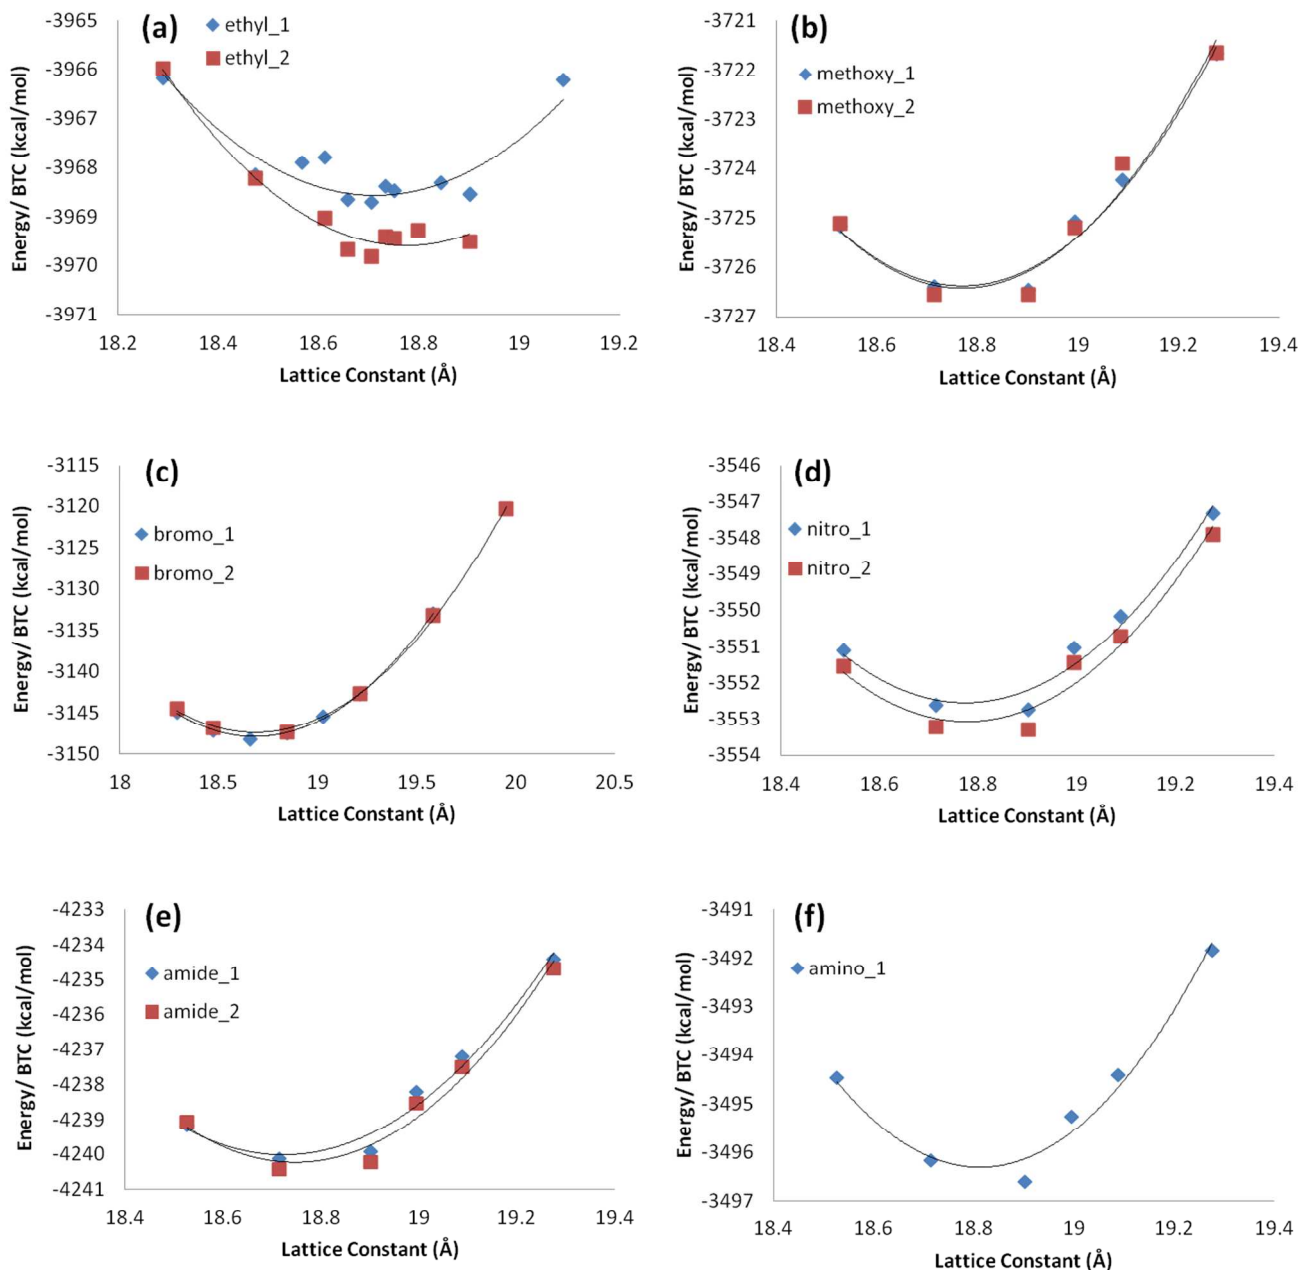 (a)
ethyl_1
ethyl_2
-3965
-3966
-3967
-3968
-3969
-3970
-3971
Energy/ BTC (kcal/mol)
18.2
18.4
18.6
18.8
19
19.2
Lattice Constant (Å)
(b)
methoxy_1
methoxy_2
-3721
-3722
-3723
-3724
-3725
-3726
-3727
Energy/ BTC (kcal/mol)
18.4
18.6
18.8
19
19.2
19.4
Lattice Constant (Å)
(c)
bromo_1
bromo_2
-3115
-3120
-3125
-3130
-3135
-3140
-3145
-3150
Energy/ BTC (kcal/mol)
18
18.5
19
19.5
20
20.5
Lattice Constant (Å)
(d)
nitro_1
nitro_2
-3546
-3547
-3548
-3549
-3550
-3551
-3552
-3553
-3554
Energy/ BTC (kcal/mol)
18.4
18.6
18.8
19
19.2
19.4
Lattice Constant (Å)
(e)
amide_1
amide_2
-4233
-4234
-4235
-4236
-4237
-4238
-4239
-4240
-4241
Energy/ BTC (kcal/mol)
18.4
18.6
18.8
19
19.2
19.4
Lattice Constant (Å)
(f)
amino_1
-3491
-3492
-3493
-3494
-3495
-3496
-3497
Energy/ BTC (kcal/mol)
18.4
18.6
18.8
19
19.2
19.4
Lattice Constant (Å)